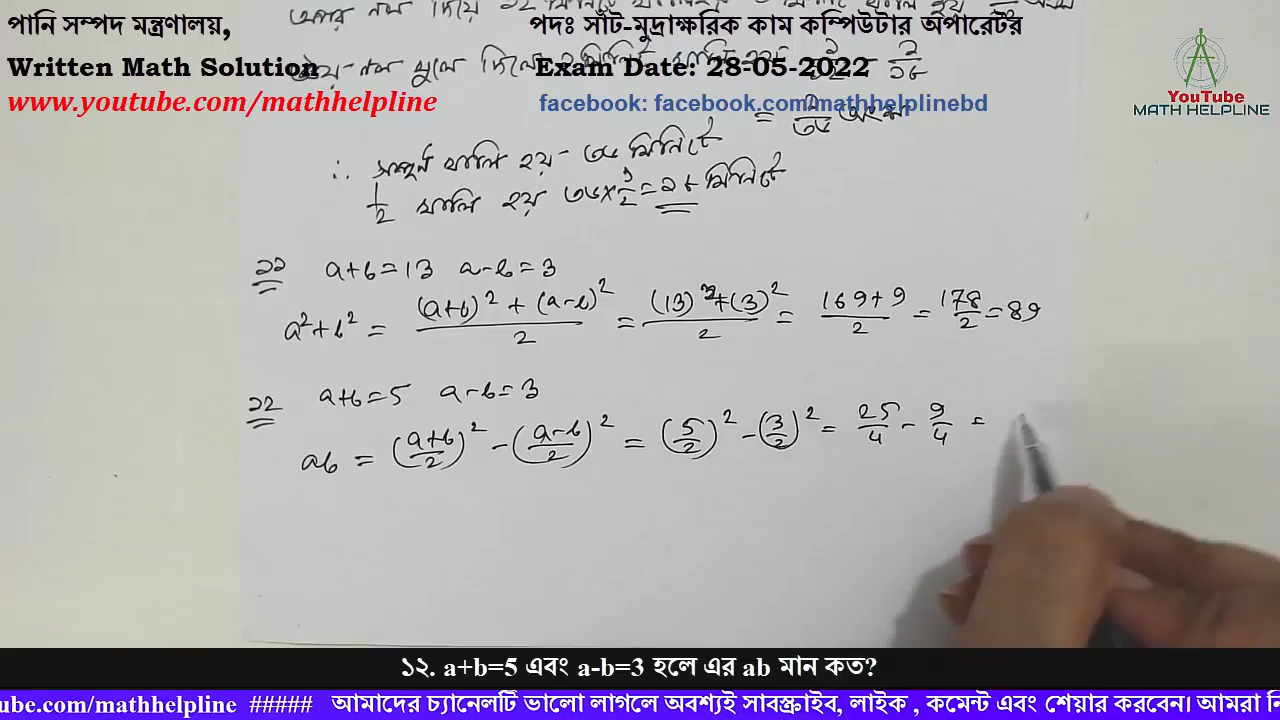 পানি সম্পদ মন্ত্রণালয়,
পদঃ সাঁট-মুদ্রাক্ষরিক কাম কম্পিউটার অপারেটর
Written Math Solution
Exam Date: 28-05-2022
www.youtube.com/mathhelpline
facebook: facebook.com/mathhelplinebd
YouTube
MATH HELPLINE
∴ সম্পূর্ণ খালি হয় - ৩৬ মিনিটে
1/2 খালি হয় ৩৬×১/২ = ১৮ মিনিটে
১১ a+b=13 a-b=3
a²+b² = ((a+b)²+(a-b)²)/2 = ((13)²+(3)²)/2 = (169+9)/2 = 178/2 = 89
১২ a+b=5 a-b=3
ab = ((a+b)/2)² - ((a-b)/2)² = (5/2)² - (3/2)² = 25/4 - 9/4 =
১২. a+b=5 এবং a-b=3 হলে এর ab মান কত?
u.com/mathhelpline ##### আমাদের চ্যানেলটি ভালো লাগলে অবশ্যই সাবস্ক্রাইব, লাইক , কমেন্ট এবং শেয়ার করবেন। আমরা